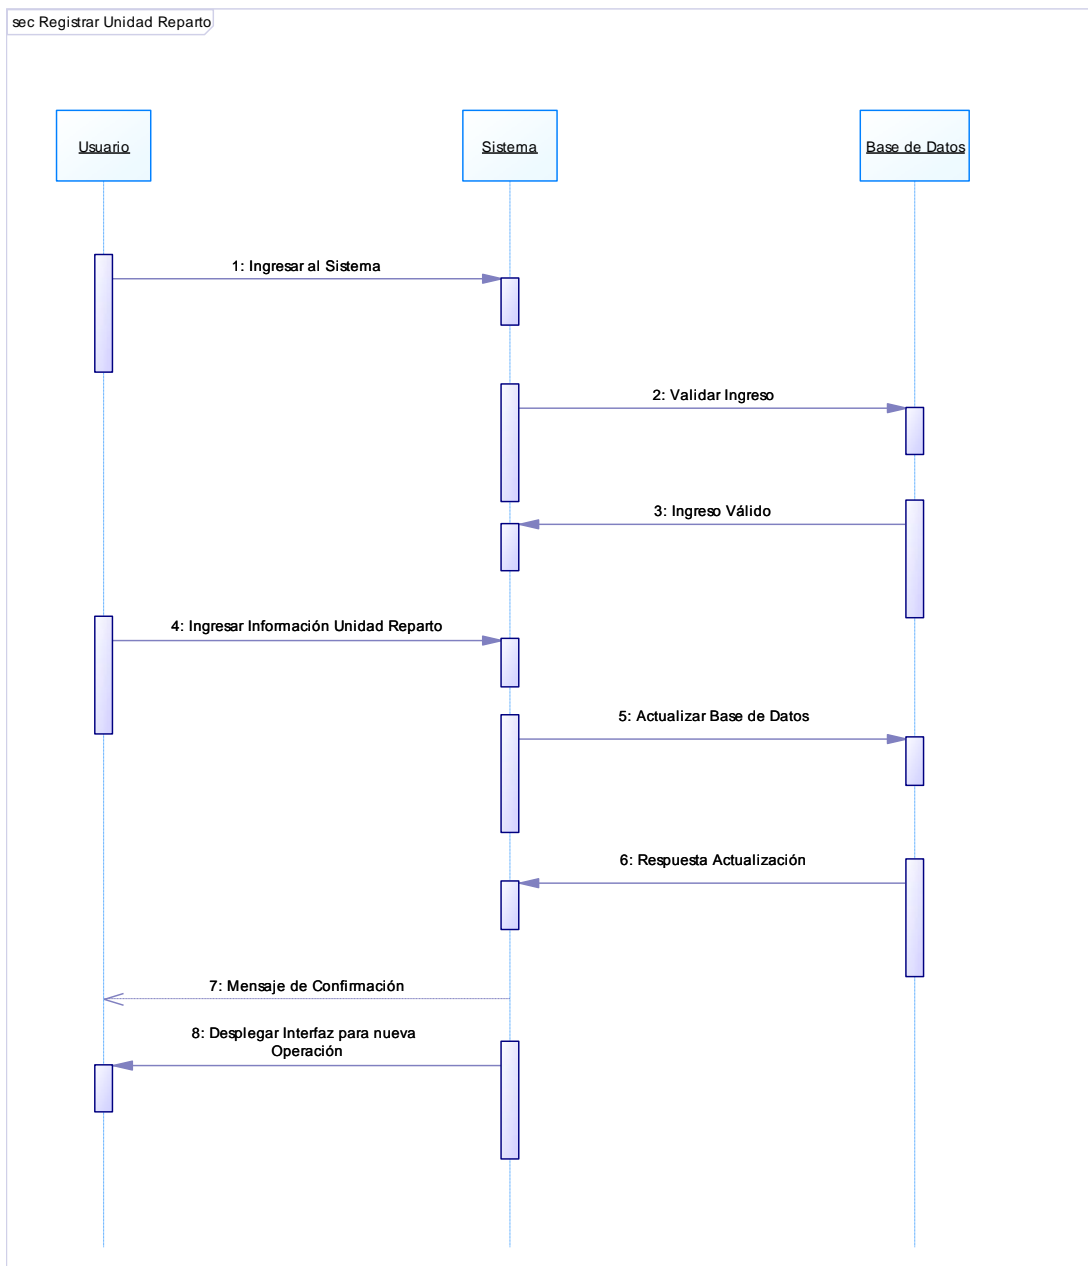 sec Registrar Unidad Reparto
Usuario
Sistema
Base de Datos
1: Ingresar al Sistema
2: Validar Ingreso
3: Ingreso Válido
4: Ingresar Información Unidad Reparto
5: Actualizar Base de Datos
6: Respuesta Actualización
7: Mensaje de Confirmación
8: Desplegar Interfaz para nueva
Operación